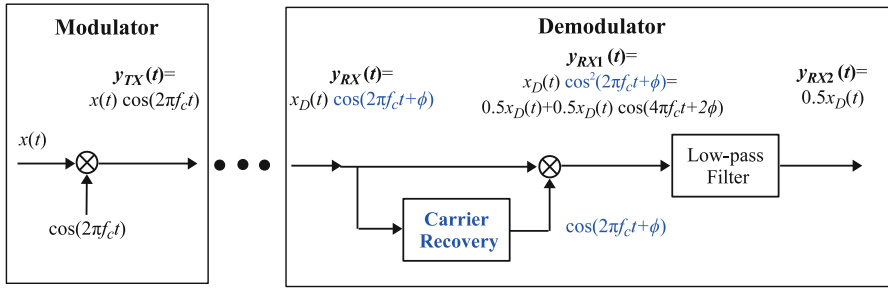 Modulator
y_TX(t)=
x(t) cos(2πf_ct)
x(t)
cos(2πf_ct)
Demodulator
y_RX(t)=
x_D(t) cos(2πf_ct+ϕ)
y_RX1(t)=
x_D(t) cos²(2πf_ct+ϕ)=
0.5x_D(t)+0.5x_D(t) cos(4πf_ct+2ϕ)
y_RX2(t)=
0.5x_D(t)
Low-pass
Filter
Carrier
Recovery
cos(2πf_ct+ϕ)